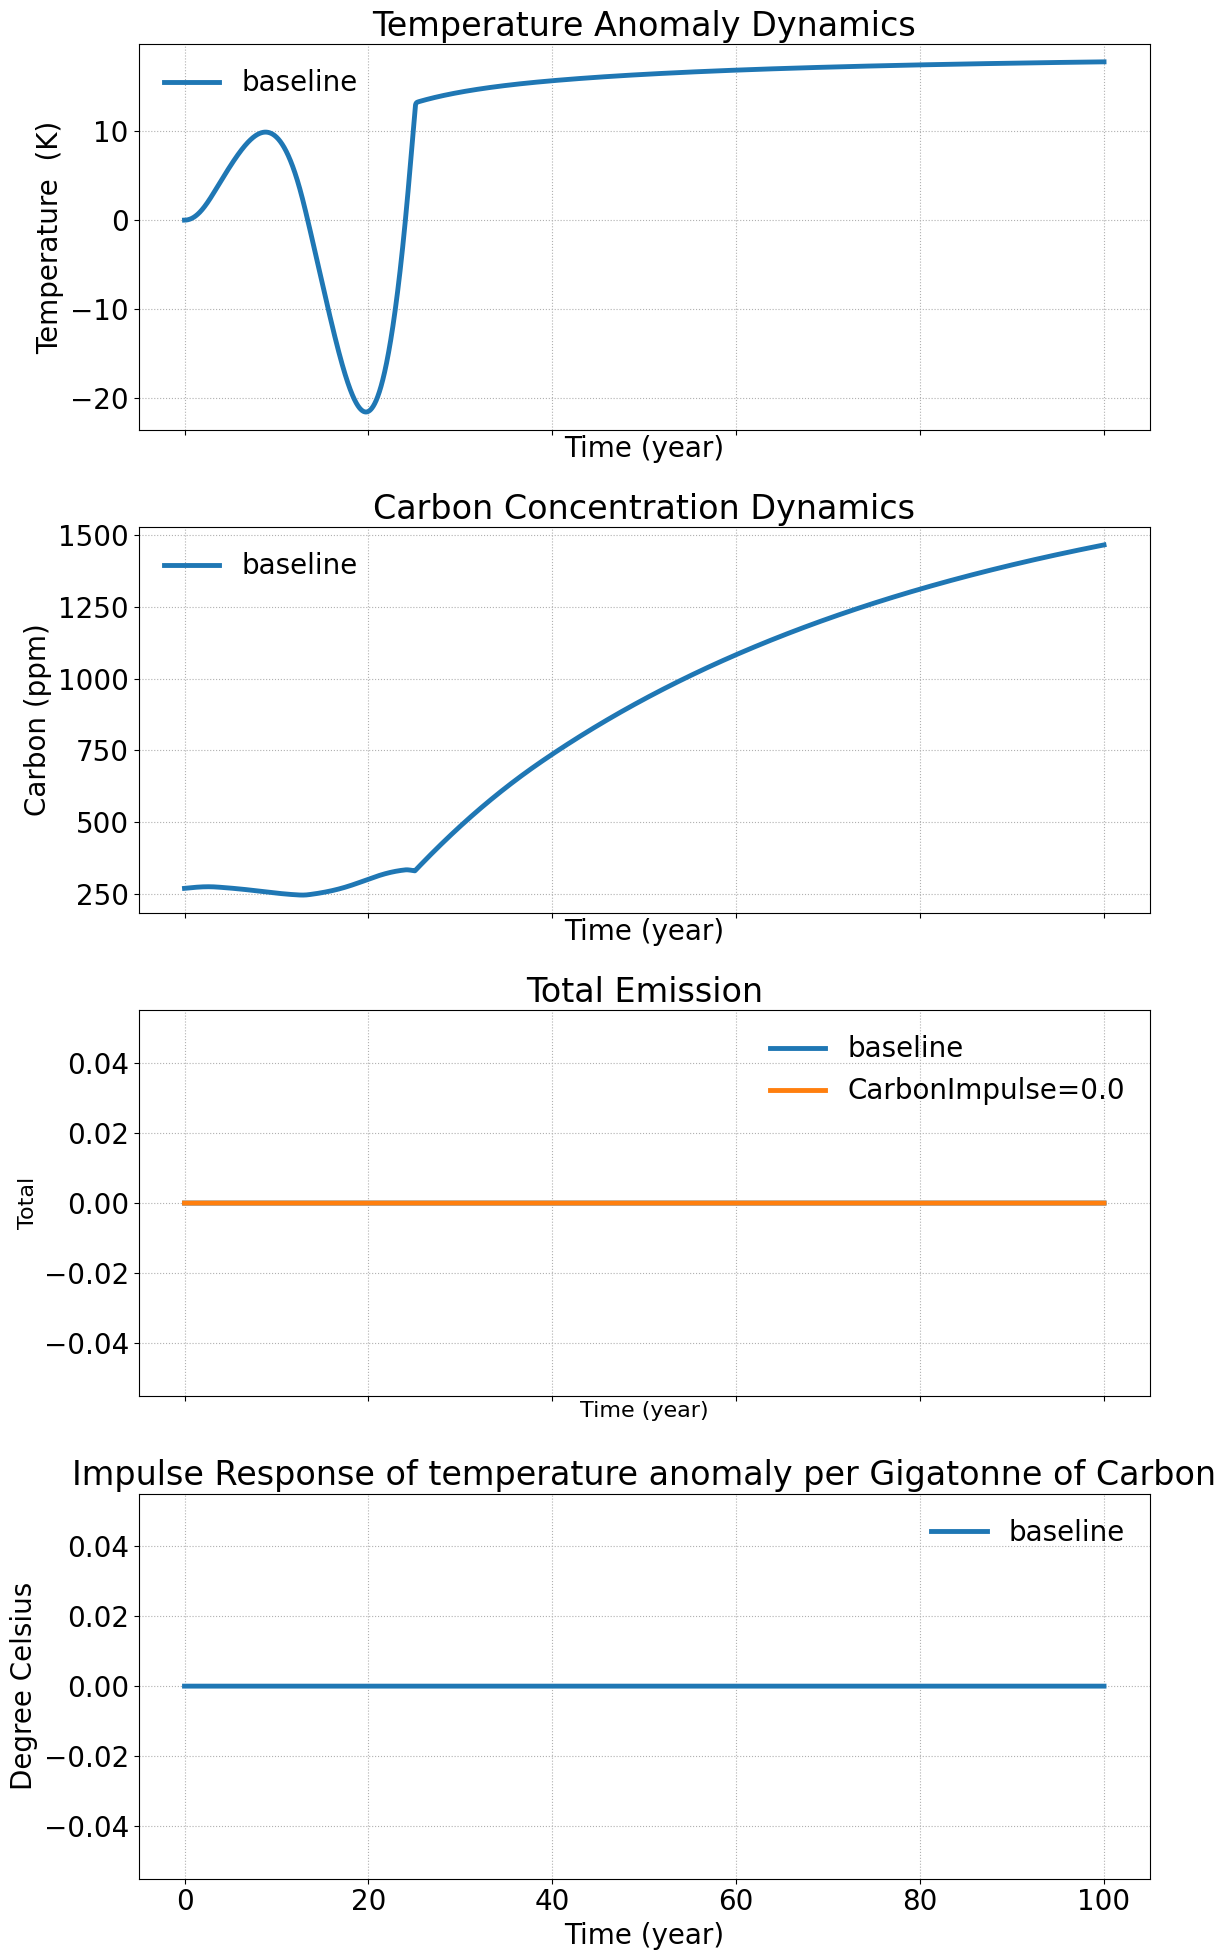 Temperature Anomaly Dynamics
baseline
Temperature (K)
10
0
−10
−20
Time (year)
Carbon Concentration Dynamics
baseline
Carbon (ppm)
1500
1250
1000
750
500
250
Time (year)
Total Emission
baseline
CarbonImpulse=0.0
Total
0.04
0.02
0.00
−0.02
−0.04
Time (year)
Impulse Response of temperature anomaly per Gigatonne of Carbon
baseline
Degree Celsius
0.04
0.02
0.00
−0.02
−0.04
0 20 40 60 80 100
Time (year)